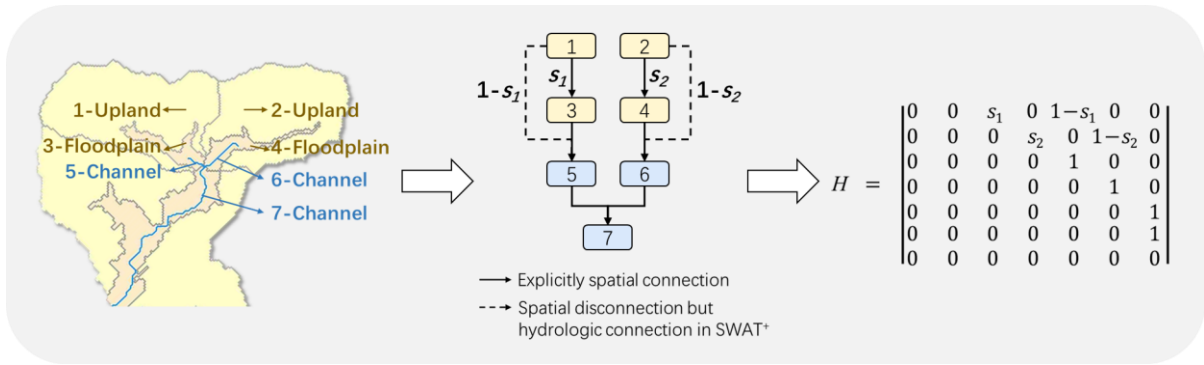 1-Upland
2-Upland
3-Floodplain
4-Floodplain
5-Channel
6-Channel
7-Channel
1 2
1-s₁ s₁ s₂ 1-s₂
3 4
5 6
7
Explicitly spatial connection
Spatial disconnection but
hydrologic connection in SWAT⁺
H =
0 0 s₁ 0 1−s₁ 0 0
0 0 0 s₂ 0 1−s₂ 0
0 0 0 0 1 0 0
0 0 0 0 0 1 0
0 0 0 0 0 0 1
0 0 0 0 0 0 1
0 0 0 0 0 0 0